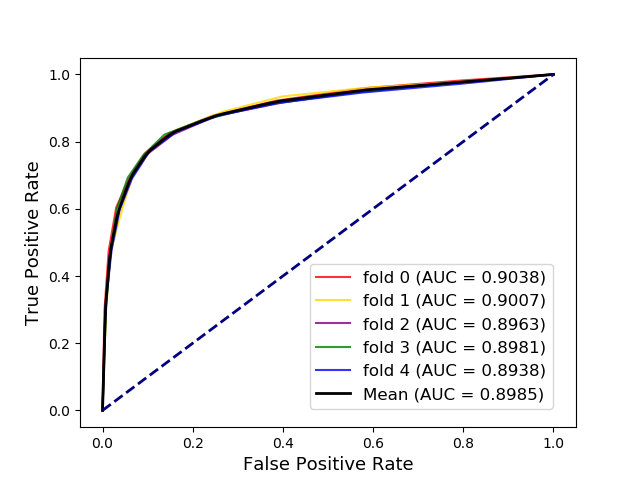 1.0
0.8
0.6
0.4
0.2
0.0
True Positive Rate
fold 0 (AUC = 0.9038)
fold 1 (AUC = 0.9007)
fold 2 (AUC = 0.8963)
fold 3 (AUC = 0.8981)
fold 4 (AUC = 0.8938)
Mean (AUC = 0.8985)
0.0 0.2 0.4 0.6 0.8 1.0
False Positive Rate